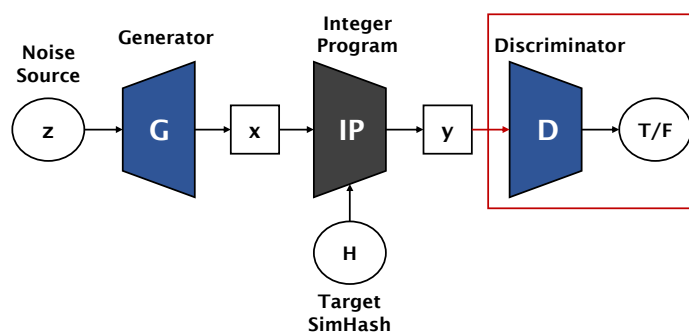 Noise
Source
Generator
Integer
Program
Discriminator
z
G
x
IP
y
D
T/F
H
Target
SimHash